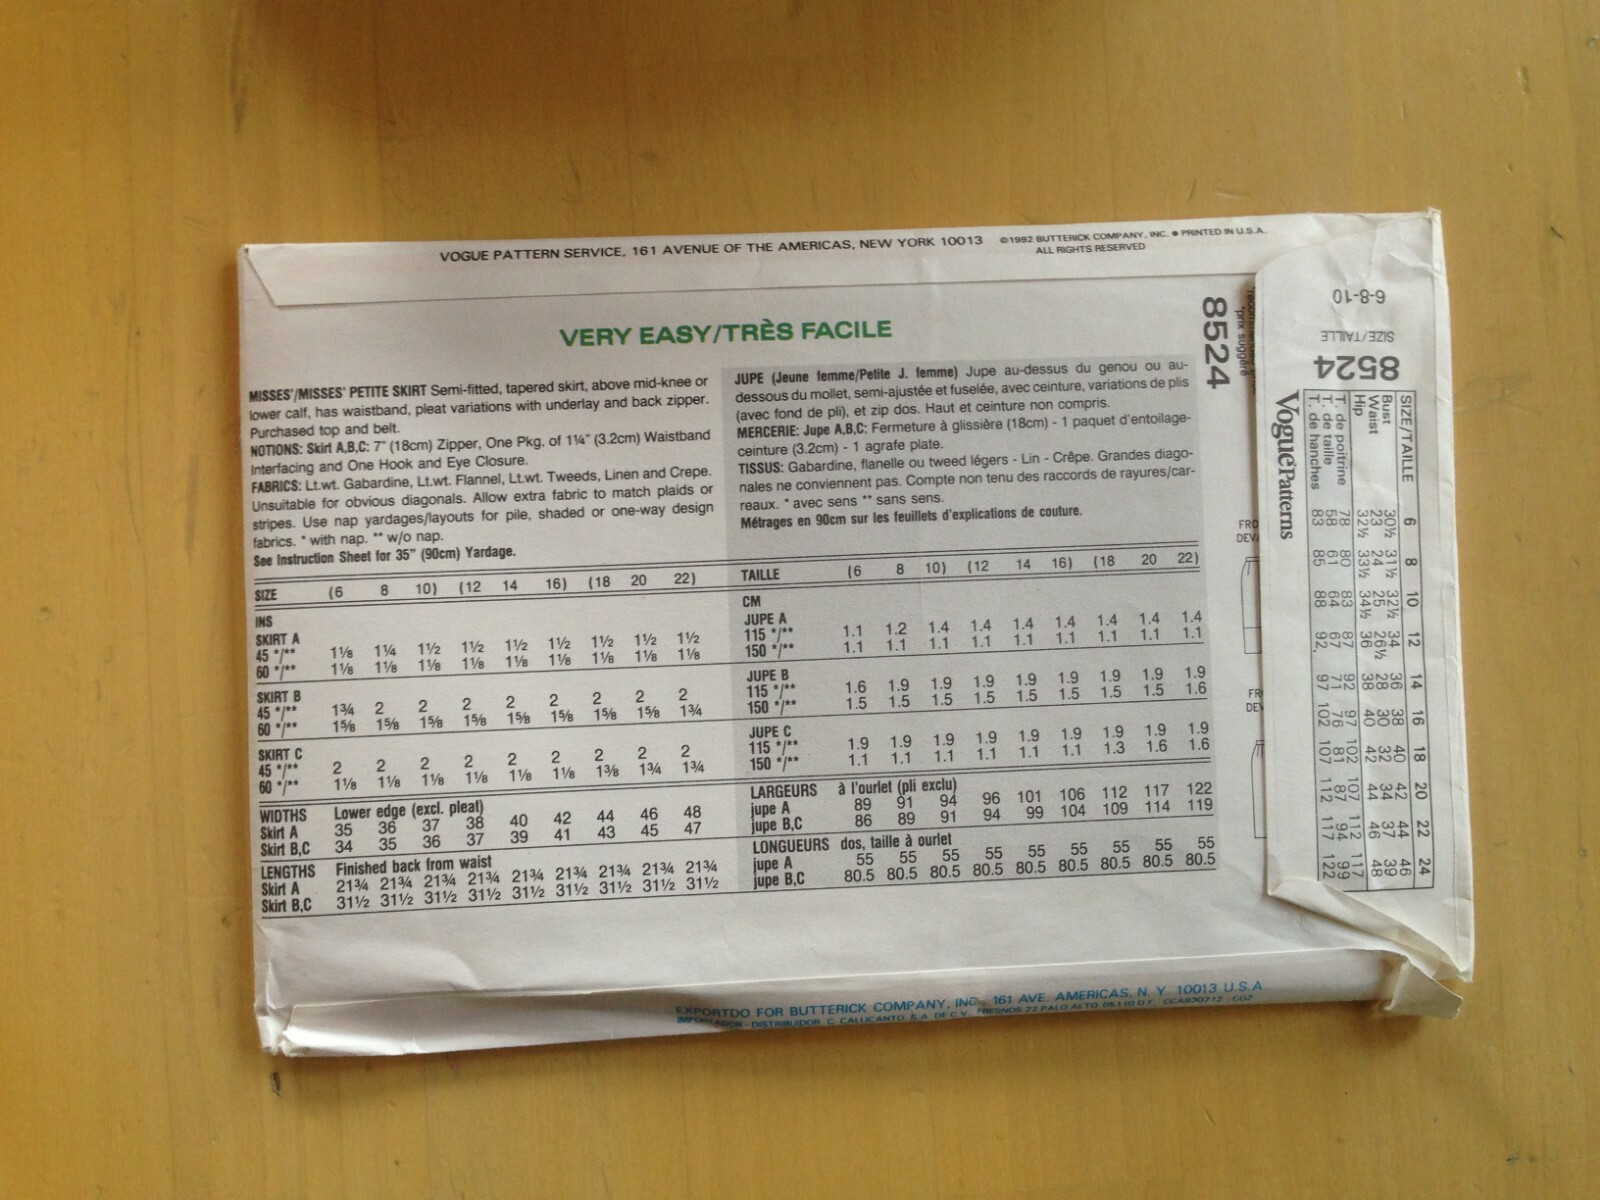 VOGUE PATTERN SERVICE, 161 AVENUE OF THE AMERICAS, NEW YORK 10013 ©1992 BUTTERICK COMPANY, INC. ● PRINTED IN U.S.A.
ALL RIGHTS RESERVED
VERY EASY/TRÈS FACILE
MISSES'/MISSES' PETITE SKIRT Semi-fitted, tapered skirt, above mid-knee or
lower calf, has waistband, pleat variations with underlay and back zipper.
Purchased top and belt.
NOTIONS: Skirt A,B,C: 7" (18cm) Zipper, One Pkg. of 1¼" (3.2cm) Waistband
Interfacing and One Hook and Eye Closure.
FABRICS: Lt.wt. Gabardine, Lt.wt. Flannel, Lt.wt. Tweeds, Linen and Crepe.
Unsuitable for obvious diagonals. Allow extra fabric to match plaids or
stripes. Use nap yardages/layouts for pile, shaded or one-way design
fabrics. * with nap. ** w/o nap.
See Instruction Sheet for 35" (90cm) Yardage.
SIZE (6 8 10) (12 14 16) (18 20 22)
INS
SKIRT A
45 */** 1⅛ 1¼ 1½ 1½ 1½ 1½ 1½ 1½ 1½
60 */** 1⅛ 1⅛ 1⅛ 1⅛ 1⅛ 1⅛ 1⅛ 1⅛ 1⅛
SKIRT B
45 */** 1¾ 2 2 2 2 2 2 2 2
60 */** 1⅝ 1⅝ 1⅝ 1⅝ 1⅝ 1⅝ 1⅝ 1⅝ 1¾
SKIRT C
45 */** 2 2 2 2 2 2 2 2 2
60 */** 1⅛ 1⅛ 1⅛ 1⅛ 1⅛ 1⅛ 1⅜ 1¾ 1¾
WIDTHS Lower edge (excl. pleat)
Skirt A 35 36 37 38 40 42 44 46 48
Skirt B,C 34 35 36 37 39 41 43 45 47
LENGTHS Finished back from waist
Skirt A 21¾ 21¾ 21¾ 21¾ 21¾ 21¾ 21¾ 21¾ 21¾
Skirt B,C 31½ 31½ 31½ 31½ 31½ 31½ 31½ 31½ 31½
JUPE (Jeune femme/Petite J. femme) Jupe au-dessus du genou ou au-
dessous du mollet, semi-ajustée et fuselée, avec ceinture, variations de plis
(avec fond de pli), et zip dos. Haut et ceinture non compris.
MERCERIE: Jupe A,B,C: Fermeture à glissière (18cm) - 1 paquet d'entoilage-
ceinture (3.2cm) - 1 agrafe plate.
TISSUS: Gabardine, flanelle ou tweed légers - Lin - Crêpe. Grandes diago-
nales ne conviennent pas. Compte non tenu des raccords de rayures/car-
reaux. * avec sens ** sans sens.
Métrages en 90cm sur les feuillets d'explications de couture.
TAILLE (6 8 10) (12 14 16) (18 20 22)
CM
JUPE A
115 */** 1.1 1.2 1.4 1.4 1.4 1.4 1.4 1.4 1.4
150 */** 1.1 1.1 1.1 1.1 1.1 1.1 1.1 1.1 1.1
JUPE B
115 */** 1.6 1.9 1.9 1.9 1.9 1.9 1.9 1.9 1.9
150 */** 1.5 1.5 1.5 1.5 1.5 1.5 1.5 1.5 1.6
JUPE C
115 */** 1.9 1.9 1.9 1.9 1.9 1.9 1.9 1.9 1.9
150 */** 1.1 1.1 1.1 1.1 1.1 1.1 1.3 1.6 1.6
LARGEURS à l'ourlet (pli exclu)
jupe A 89 91 94 96 101 106 112 117 122
jupe B,C 86 89 91 94 99 104 109 114 119
LONGUEURS dos, taille à ourlet
jupe A 55 55 55 55 55 55 55 55 55
jupe B,C 80.5 80.5 80.5 80.5 80.5 80.5 80.5 80.5 80.5
8524
*prix suggéré
FRO
DEV
FR
DE
6-8-10
SIZE/TAILLE
8524
SIZE/TAILLE 6 8 10 12 14 16 18 20 22 24
Bust 30½ 31½ 32½ 34 36 38 40 42 44 46
Waist 23 24 25 26½ 28 30 32 34 37 39
Hip 32½ 33½ 34½ 36 38 40 42 44 46 48
T. de poitrine 78 80 83 87 92 97 102 107 112 117
T. de taille 58 61 64 67 71 76 81 87 94 99
T. de hanches 83 85 88 92. 97 102 107 112 117 122
Vogue Patterns
EXPORTDO FOR BUTTERICK COMPANY, INC., 161 AVE. AMERICAS, N. Y. 10013 U.S.A
IMPORTADOR - DISTRIBUIDOR C. CALLICANTO, S.A. DE C.V. FRESNOS 22 PALO ALTO 05110 D.F. CCA830712 - CO2